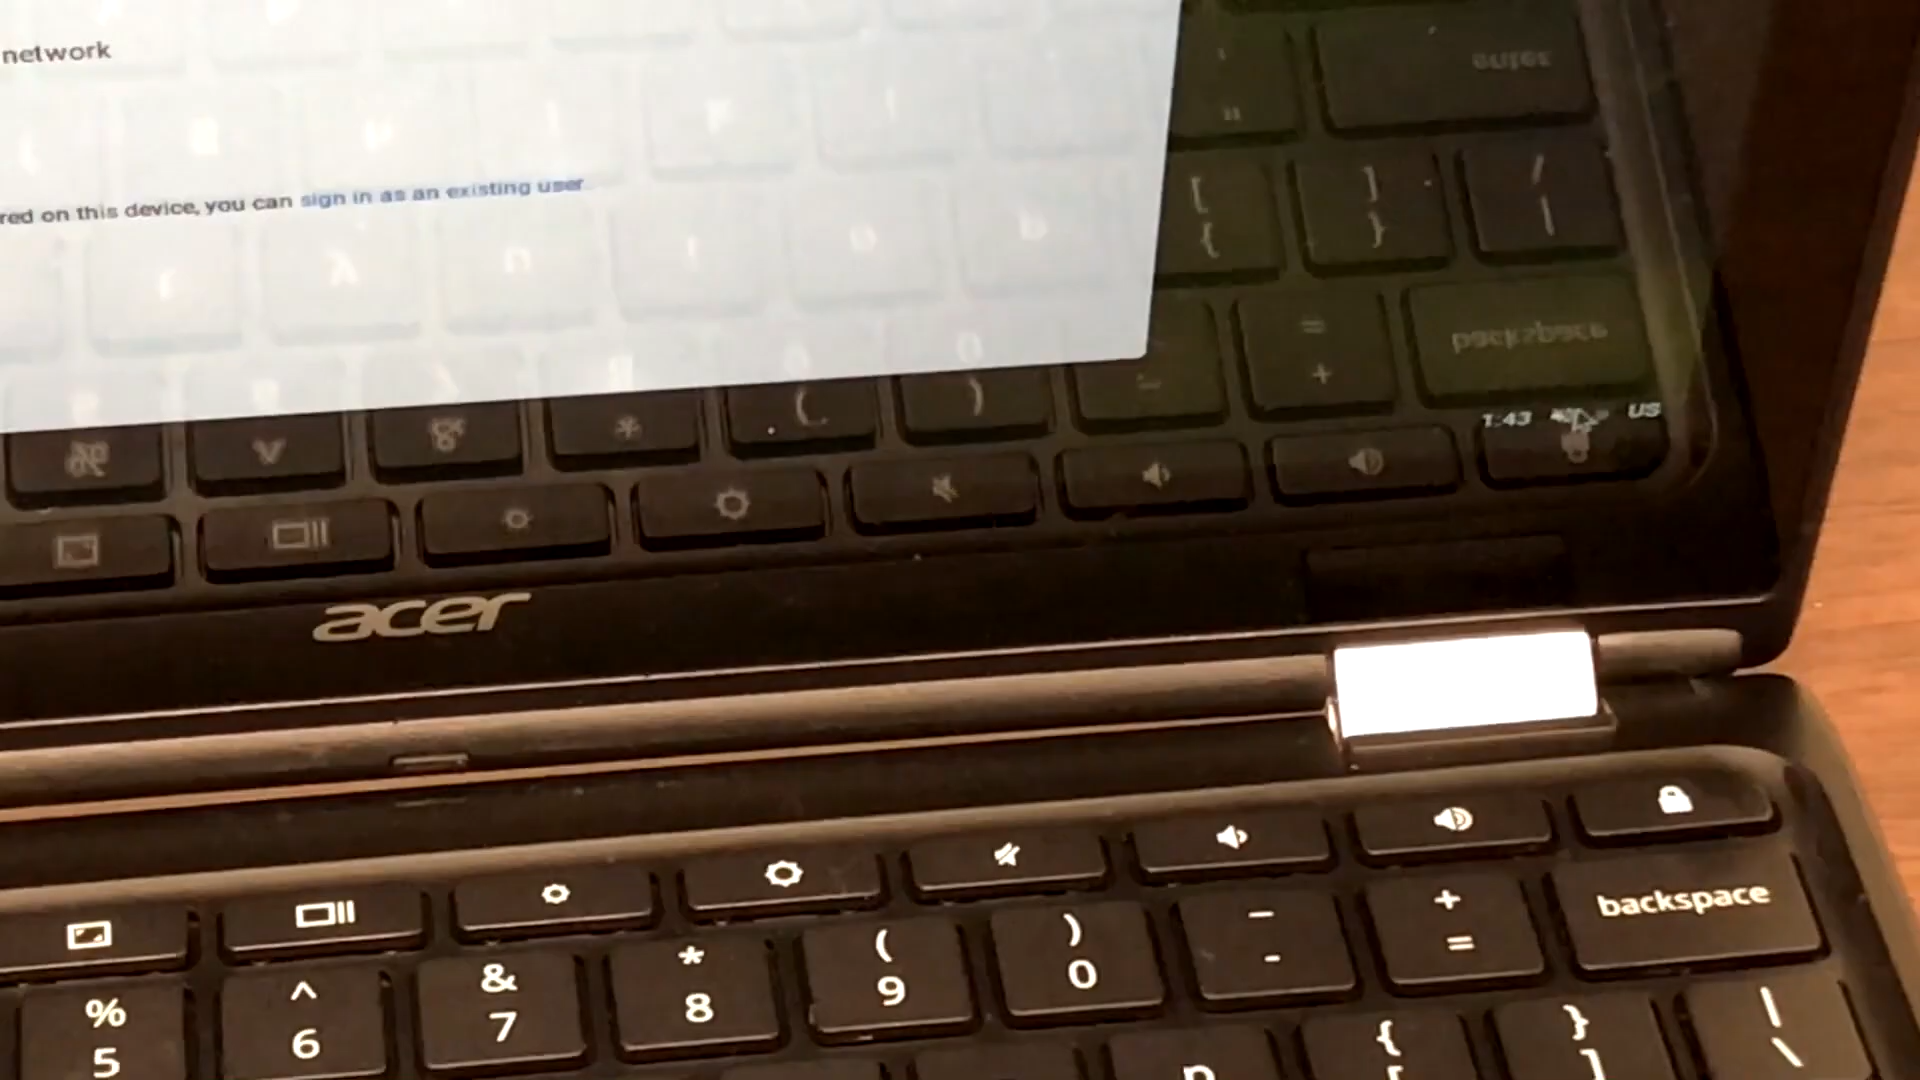 network
red on this device, you can sign in as an existing user.
1:43 US
acer
backspace
% ^ & * ( ) _ +
5 6 7 8 9 0 - =
p { } |
[ ] \